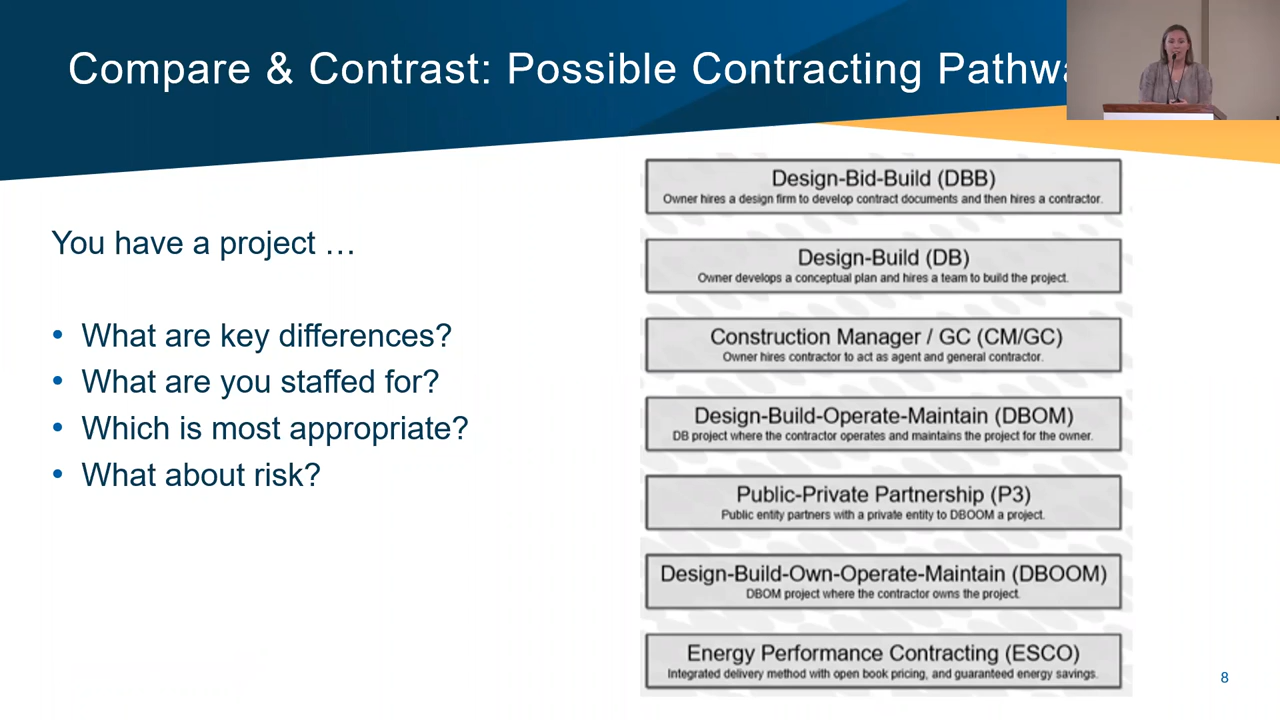 Compare & Contrast: Possible Contracting Pathwa
You have a project …
• What are key differences?
• What are you staffed for?
• Which is most appropriate?
• What about risk?
Design-Bid-Build (DBB)
Owner hires a design firm to develop contract documents and then hires a contractor.
Design-Build (DB)
Owner develops a conceptual plan and hires a team to build the project.
Construction Manager / GC (CM/GC)
Owner hires contractor to act as agent and general contractor.
Design-Build-Operate-Maintain (DBOM)
DB project where the contractor operates and maintains the project for the owner.
Public-Private Partnership (P3)
Public entity partners with a private entity to DBOOM a project.
Design-Build-Own-Operate-Maintain (DBOOM)
DBOM project where the contractor owns the project.
Energy Performance Contracting (ESCO)
Integrated delivery method with open book pricing, and guaranteed energy savings.
8